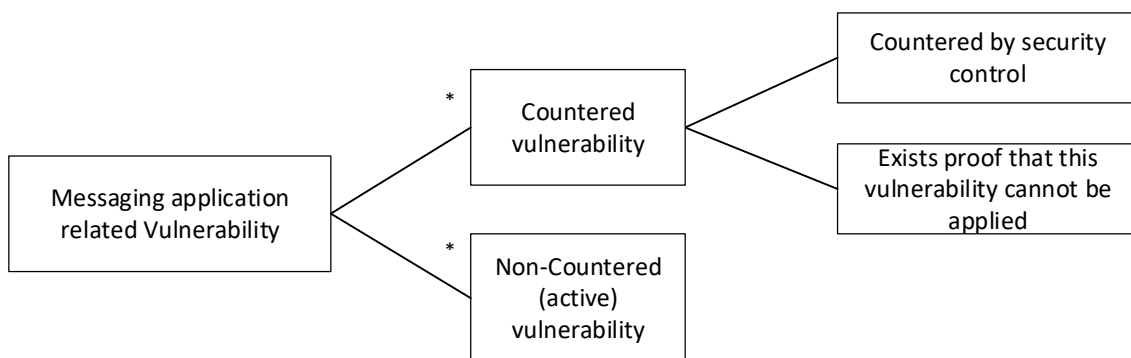 Messaging application
related Vulnerability
*
Countered
vulnerability
*
Non-Countered
(active)
vulnerability
Countered by security
control
Exists proof that this
vulnerability cannot be
applied